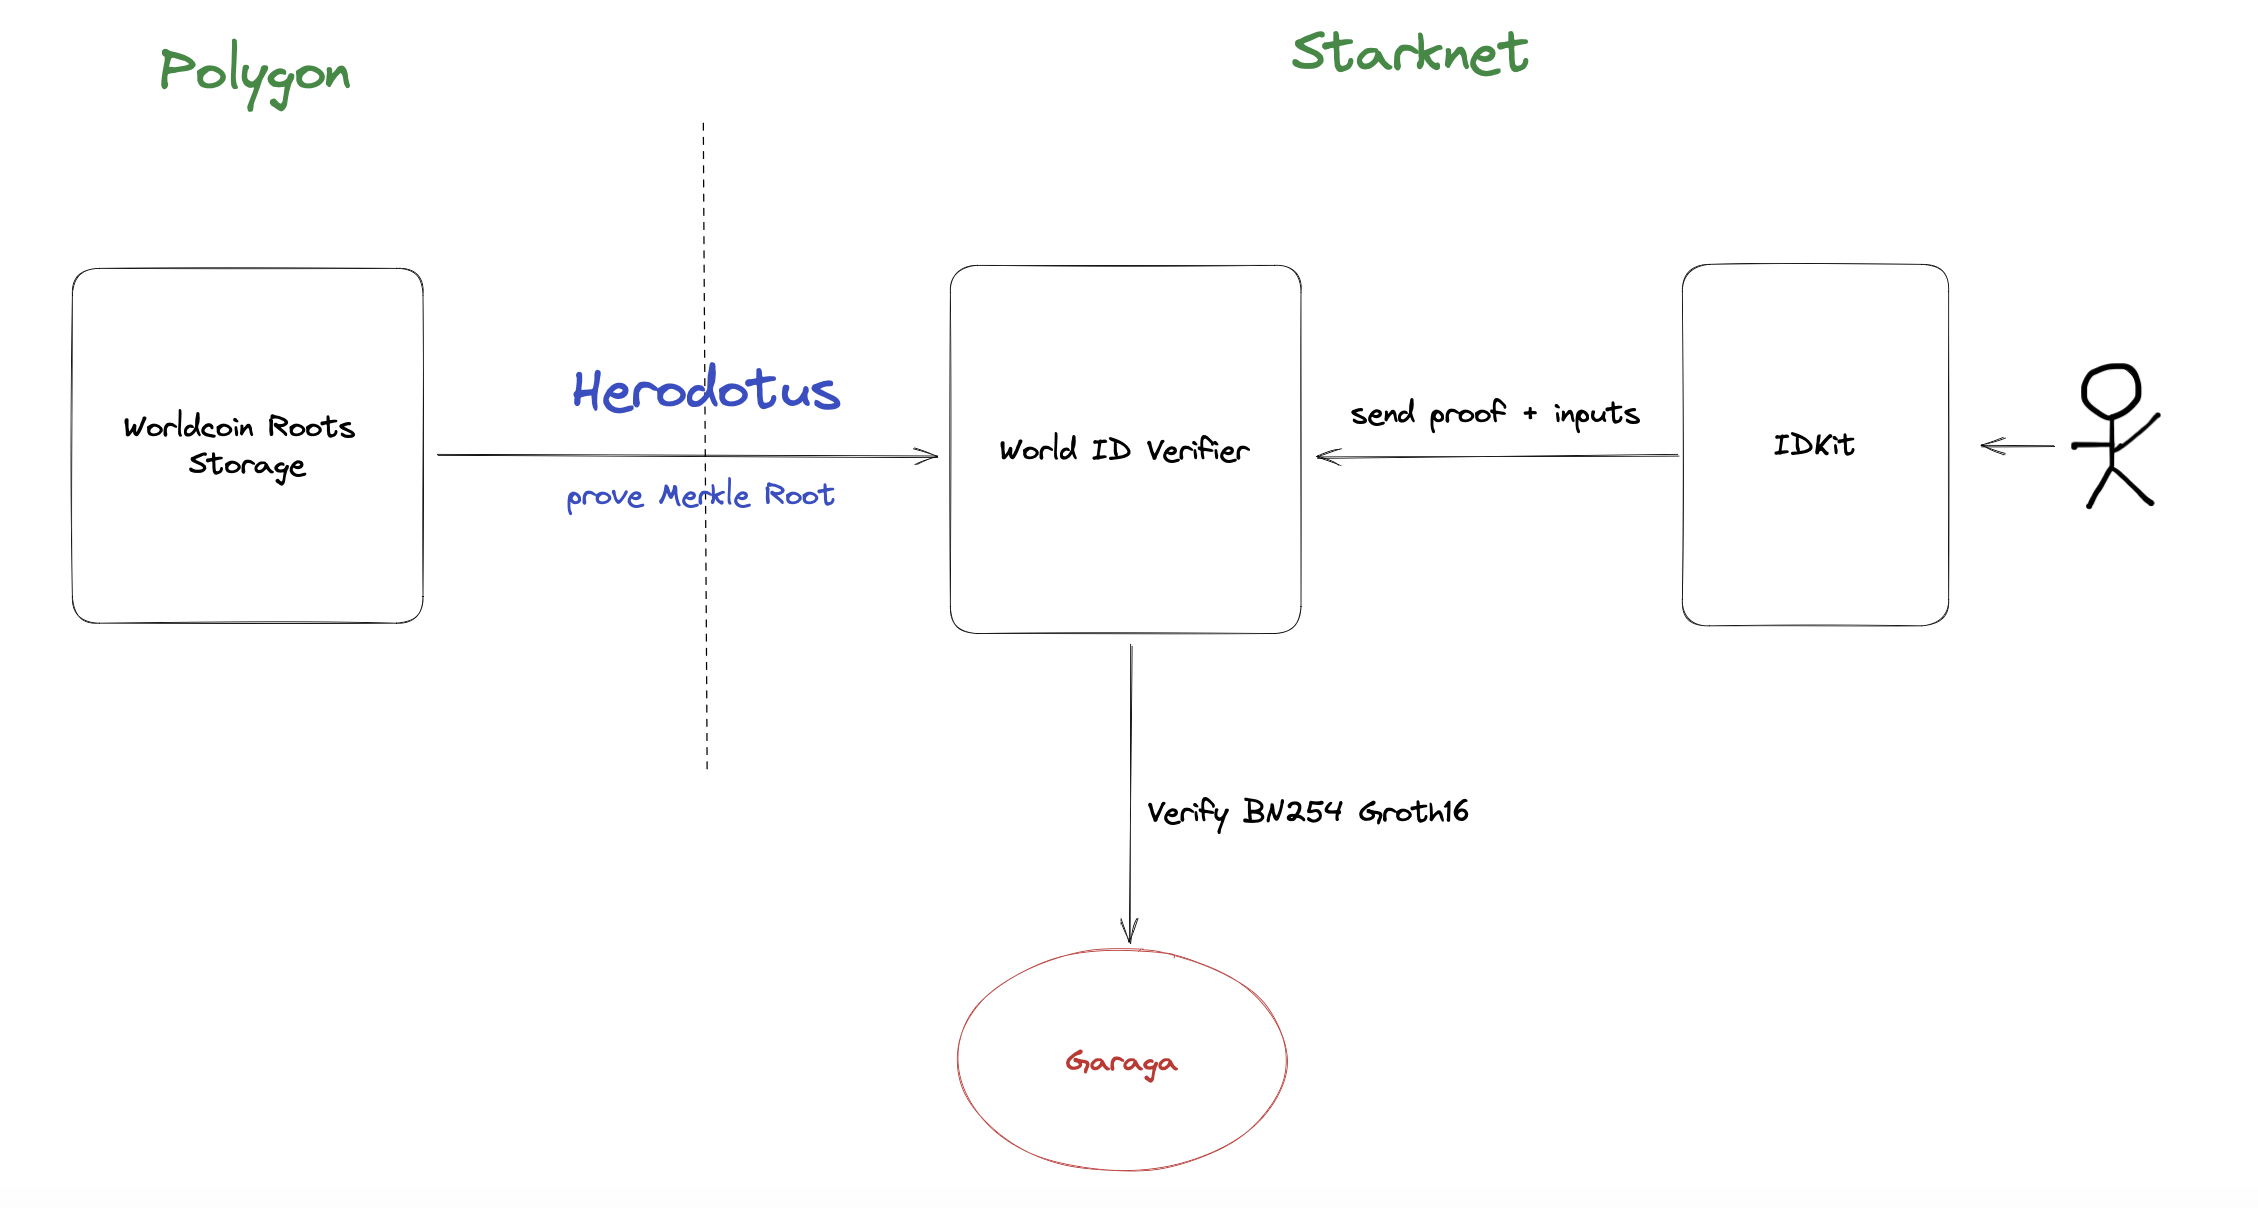 Polygon
Starknet
Worldcoin Roots
Storage
Herodotus
prove Merkle Root
World ID Verifier
send proof + inputs
IDKit
Verify BN254 Groth16
Garaga